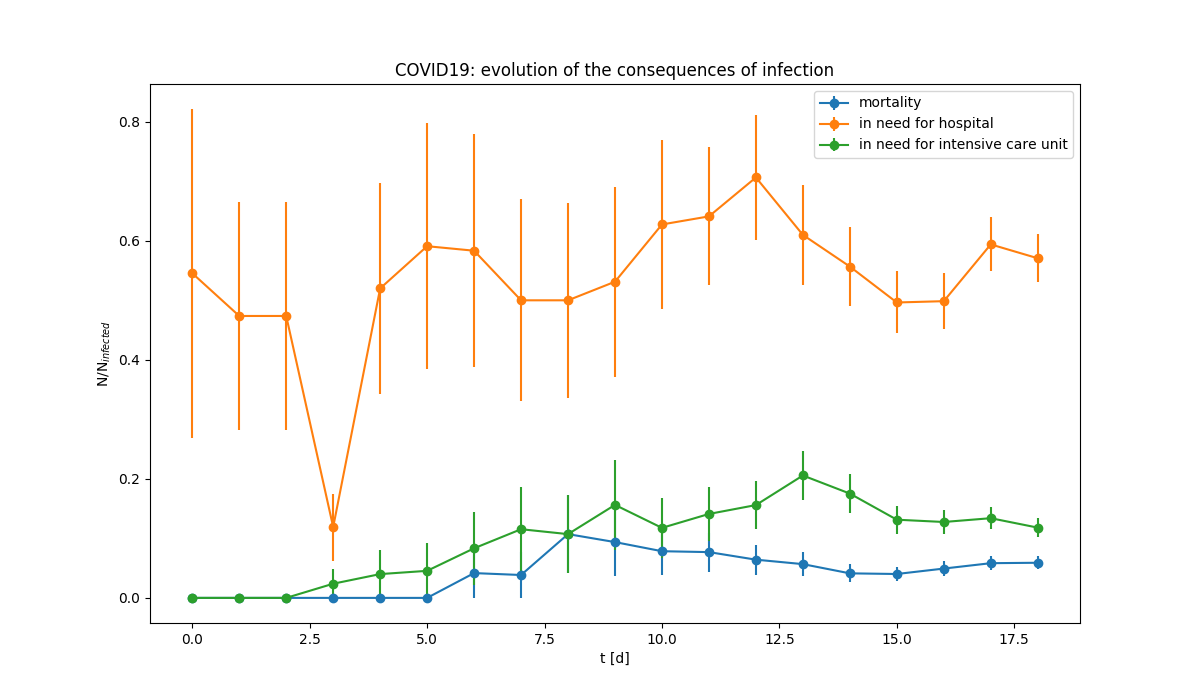 COVID19: evolution of the consequences of infection
mortality
in need for hospital
in need for intensive care unit
0.8
0.6
0.4
0.2
0.0
N/N_infected
0.0 2.5 5.0 7.5 10.0 12.5 15.0 17.5
t [d]